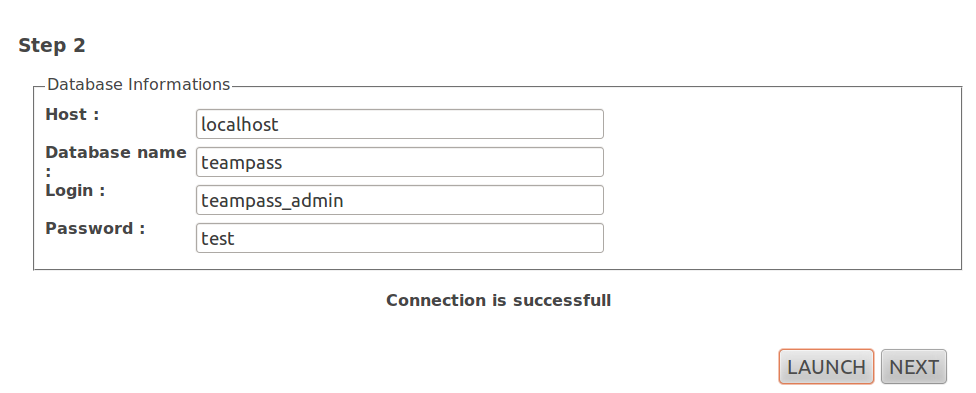 Step 2
Database Informations
Host :
localhost
Database name
:
teampass
Login :
teampass_admin
Password :
test
Connection is successfull
LAUNCH NEXT